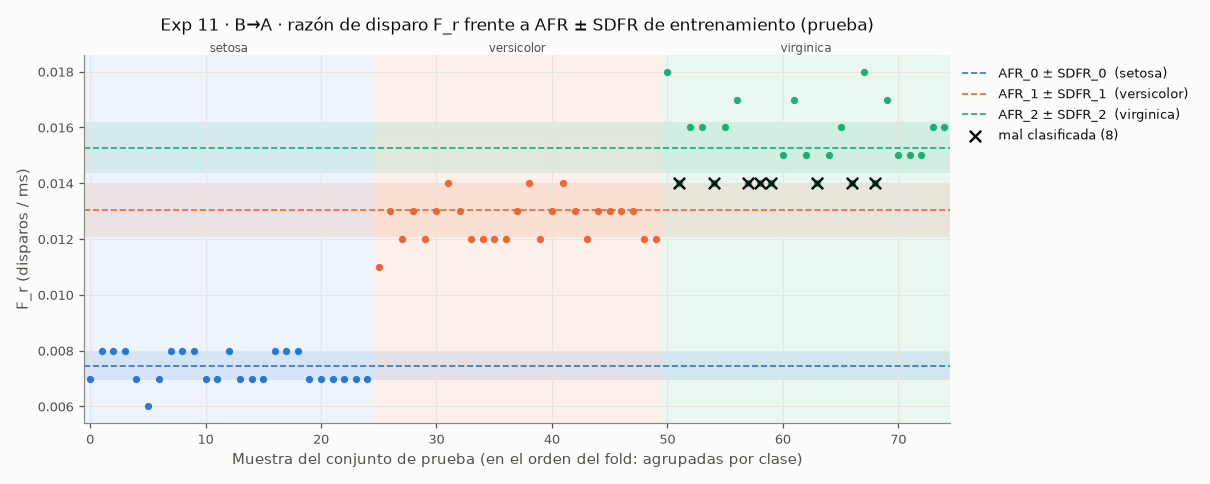 Exp 11 · B→A · razón de disparo F_r frente a AFR ± SDFR de entrenamiento (prueba)
setosa
versicolor
virginica
AFR_0 ± SDFR_0 (setosa)
AFR_1 ± SDFR_1 (versicolor)
AFR_2 ± SDFR_2 (virginica)
mal clasificada (8)
F_r (disparos / ms)
0.018
0.016
0.014
0.012
0.010
0.008
0.006
0 10 20 30 40 50 60 70
Muestra del conjunto de prueba (en el orden del fold: agrupadas por clase)